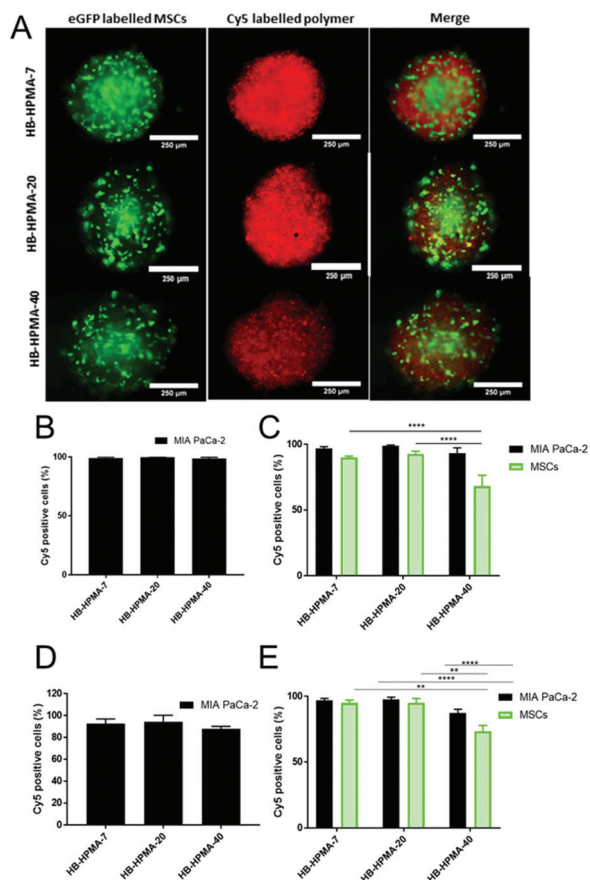 A
eGFP labelled MSCs
Cy5 labelled polymer
Merge
HB-HPMA-7
250 µm
250 µm
250 µm
HB-HPMA-20
250 µm
250 µm
250 µm
HB-HPMA-40
250 µm
250 µm
250 µm
B
Cy5 positive cells (%)
100
50
0
MIA PaCa-2
HB-HPMA-7
HB-HPMA-20
HB-HPMA-40
C
Cy5 positive cells (%)
100
50
0
****
****
MIA PaCa-2
MSCs
HB-HPMA-7
HB-HPMA-20
HB-HPMA-40
D
Cy5 positive cells (%)
120
100
80
60
40
20
0
MIA PaCa-2
HB-HPMA-7
HB-HPMA-20
HB-HPMA-40
E
Cy5 positive cells (%)
100
50
0
****
**
****
**
MIA PaCa-2
MSCs
HB-HPMA-7
HB-HPMA-20
HB-HPMA-40